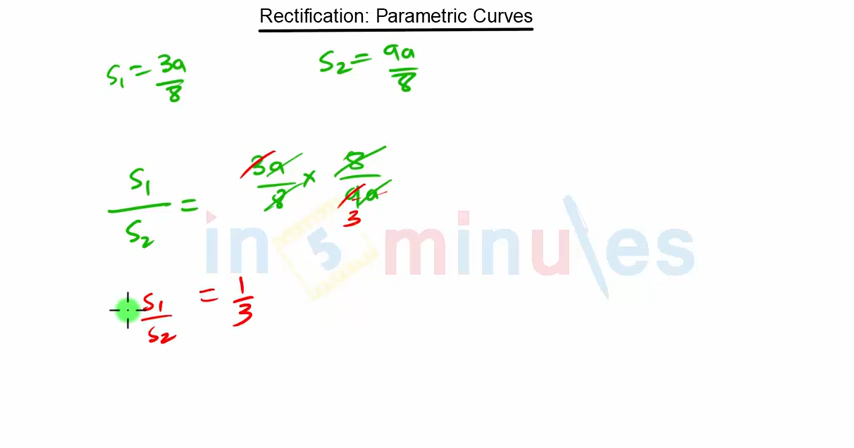 Rectification: Parametric Curves
S₁ = 3a/8 S₂ = 9a/8
S₁/S₂ = 3a/8 × 8/9a
3
in 5 minutes
S₁/S₂ = 1/3